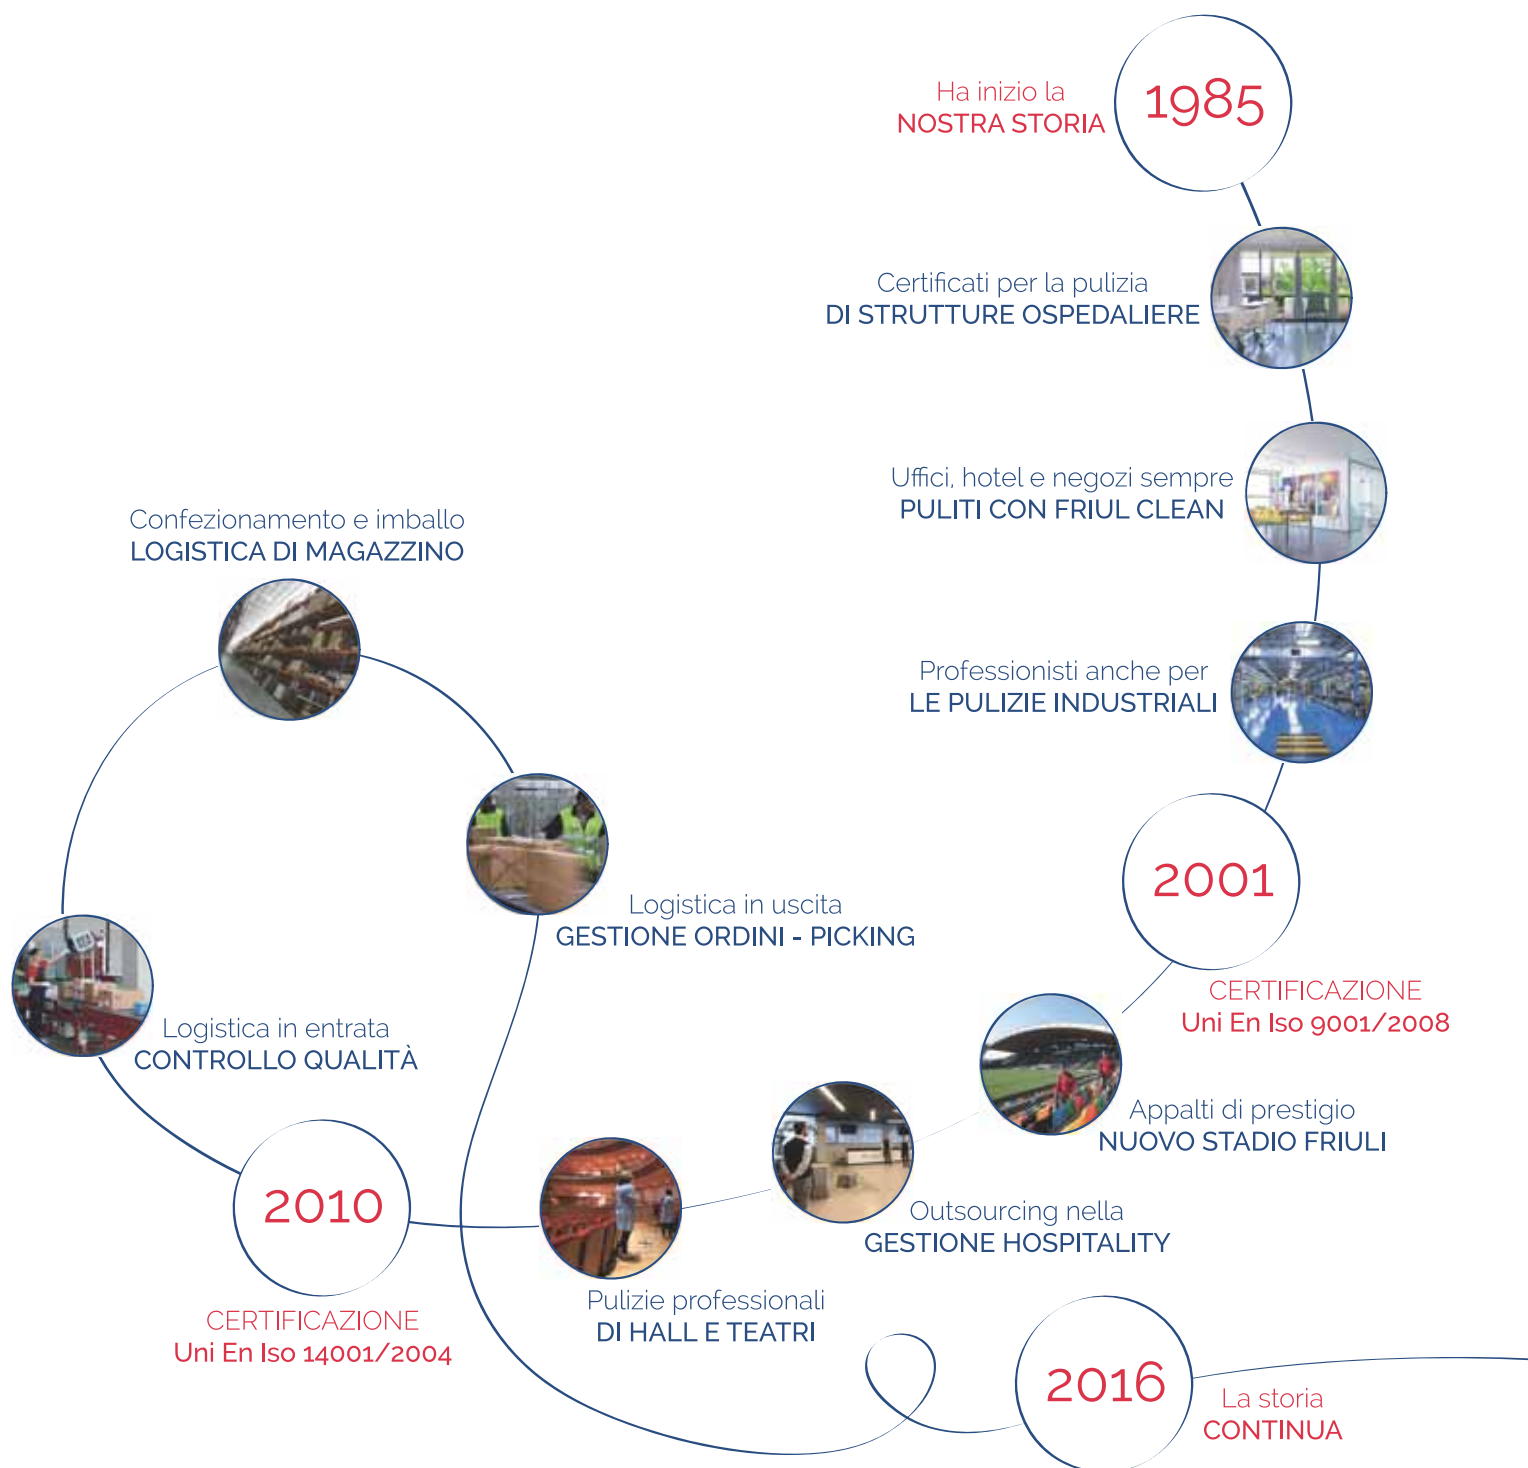 Ha inizio la
NOSTRA STORIA
1985
Certificati per la pulizia
DI STRUTTURE OSPEDALIERE
Uffici, hotel e negozi sempre
PULITI CON FRIUL CLEAN
Professionisti anche per
LE PULIZIE INDUSTRIALI
2001
CERTIFICAZIONE
Uni En Iso 9001/2008
Appalti di prestigio
NUOVO STADIO FRIULI
Outsourcing nella
GESTIONE HOSPITALITY
Pulizie professionali
DI HALL E TEATRI
2010
CERTIFICAZIONE
Uni En Iso 14001/2004
Logistica in entrata
CONTROLLO QUALITÀ
Confezionamento e imballo
LOGISTICA DI MAGAZZINO
Logistica in uscita
GESTIONE ORDINI - PICKING
2016
La storia
CONTINUA